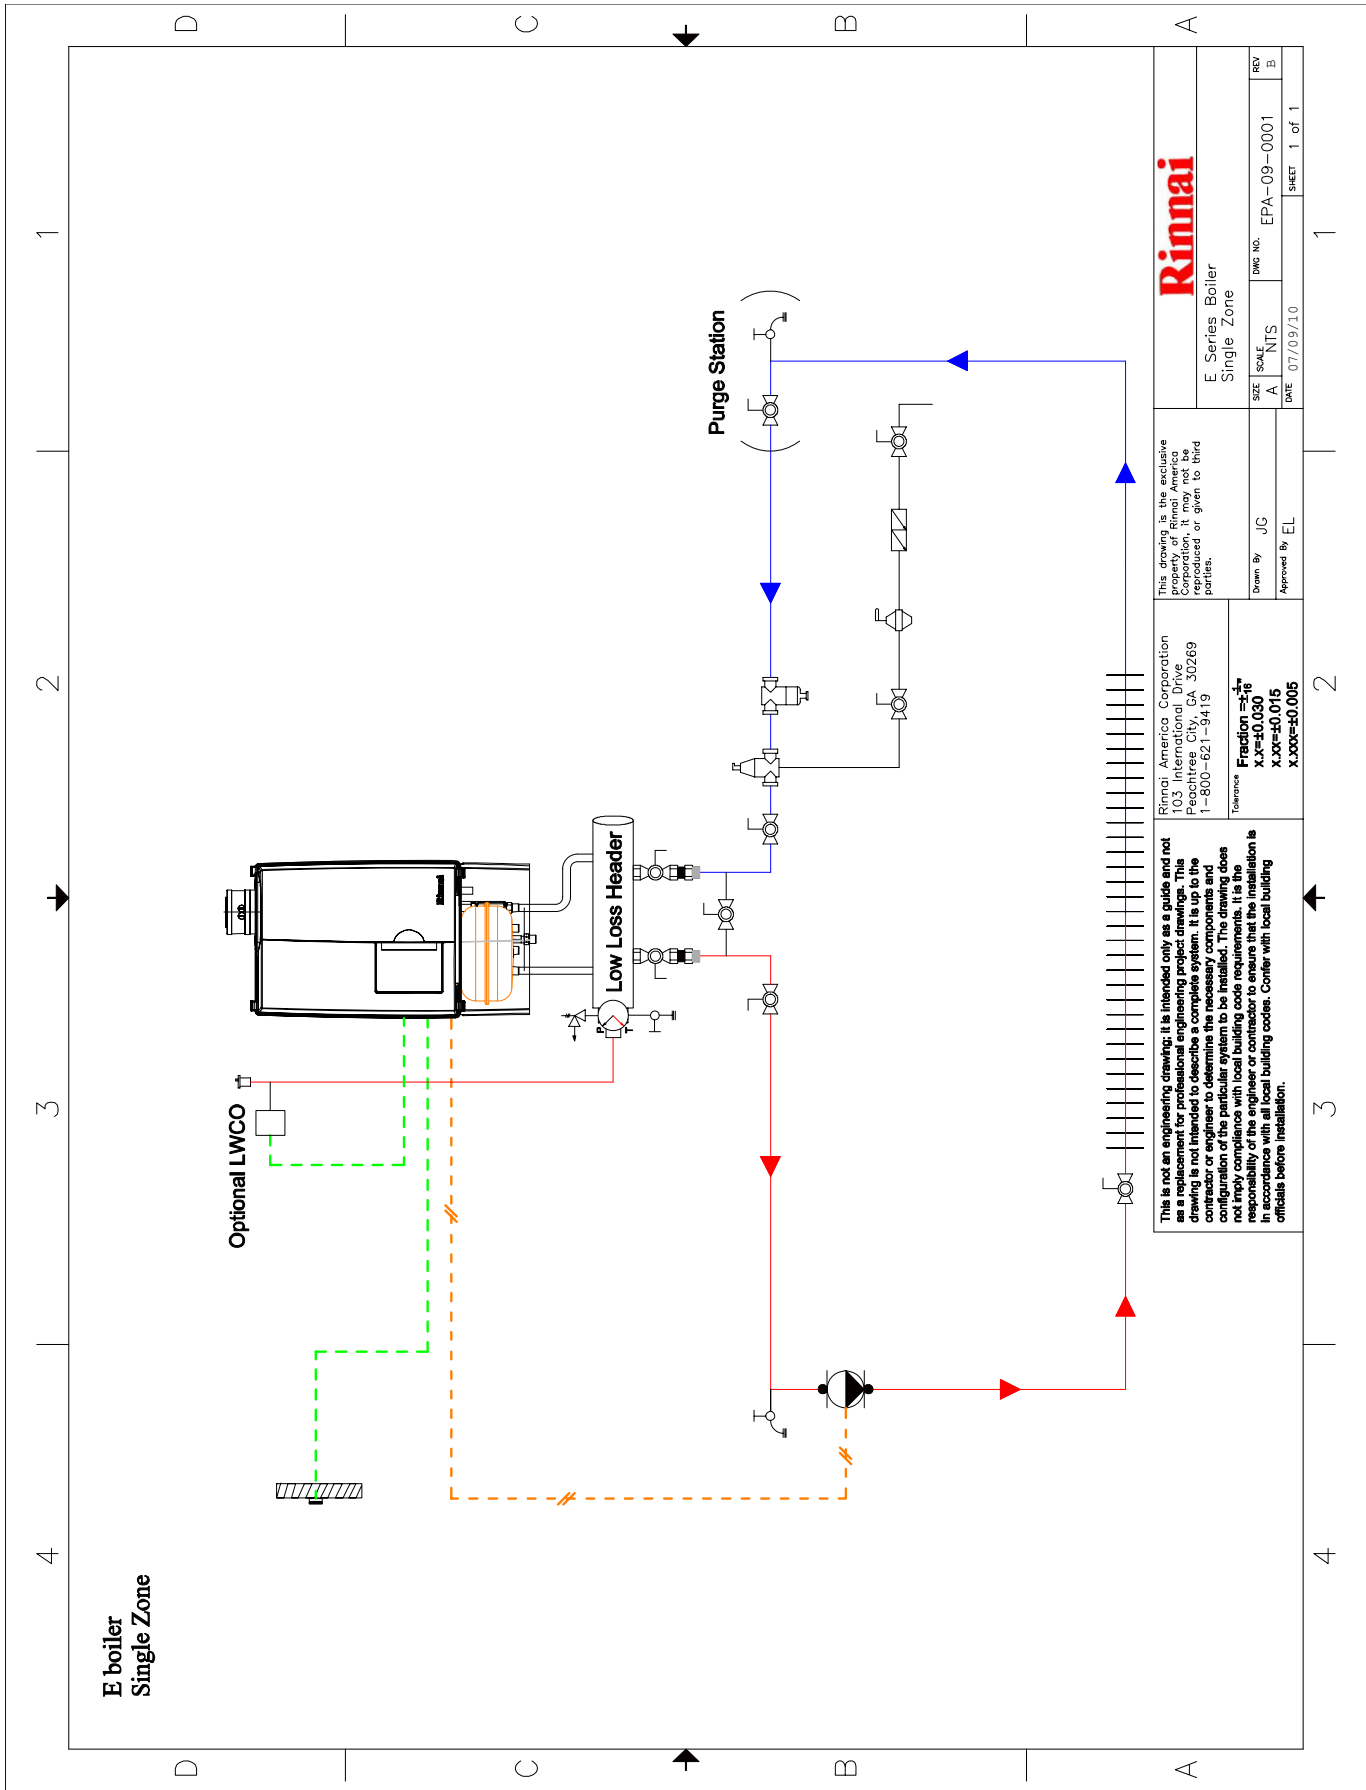 E boiler
Single Zone
4
3
2
1
D
C
B
A
D
C
B
A
4
3
2
1
Optional LWCO
Rinnai
P
T
Low Loss Header
Purge Station
This is not an engineering drawing; it is intended only as a guide and not
as a replacement for professional engineering project drawings. This
drawing is not intended to describe a complete system. It is up to the
contractor or engineer to determine the necessary components and
configuration of the particular system to be installed. The drawing does
not imply compliance with local building code requirements. It is the
responsibility of the engineer or contractor to ensure that the installation is
in accordance with all local building codes. Confer with local building
officials before installation.
Rinnai America Corporation
103 International Drive
Peachtree City, GA 30269
1-800-621-9419
Tolerance
Fraction =±1/16"
X.X=±0.030
X.XX=±0.015
X.XXX=±0.005
This drawing is the exclusive
property of Rinnai America
Corporation, it may not be
reproduced or given to third
parties.
Drawn By JG
Approved By EL
Rinnai
E Series Boiler
Single Zone
SIZE A
SCALE NTS
DWG NO. EPA-09-0001
REV B
DATE 07/09/10
SHEET 1 of 1